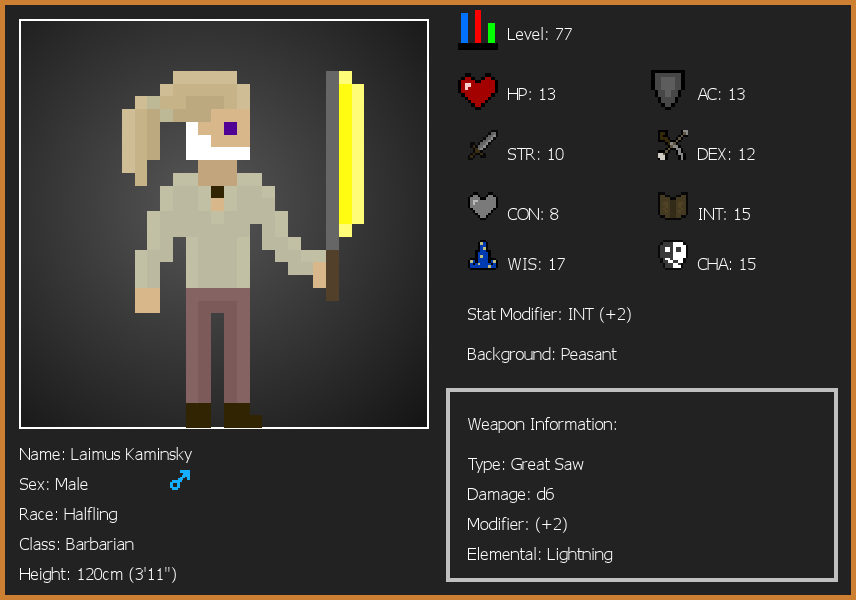 Level: 77
HP: 13
AC: 13
STR: 10
DEX: 12
CON: 8
INT: 15
WIS: 17
CHA: 15
Stat Modifier: INT (+2)
Background: Peasant
Weapon Information:
Type: Great Saw
Damage: d6
Modifier: (+2)
Elemental: Lightning
Name: Laimus Kaminsky
Sex: Male
Race: Halfling
Class: Barbarian
Height: 120cm (3'11")